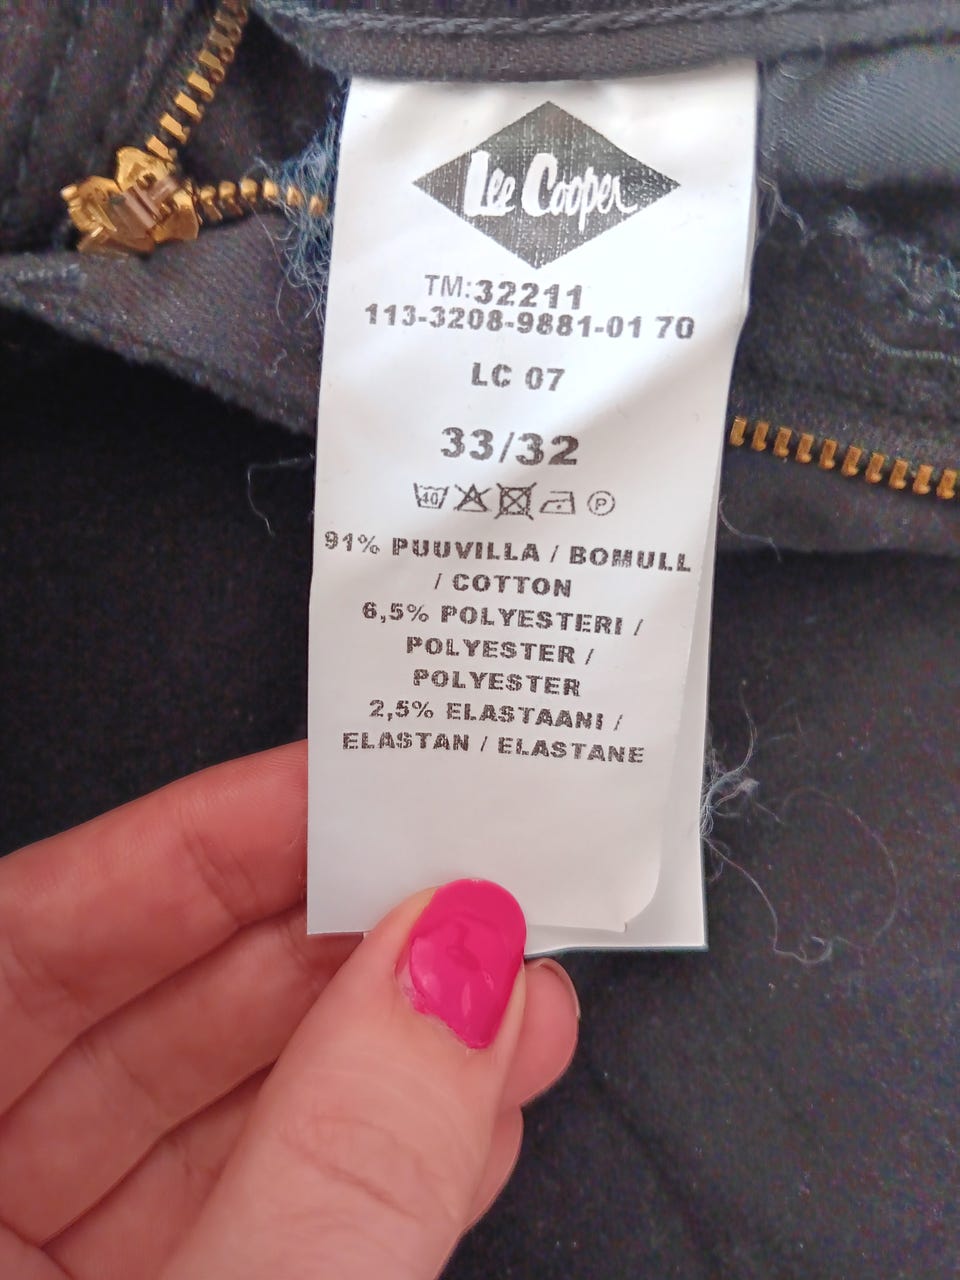 Lee Cooper
TM:32211
113-3208-9881-01 70
LC 07
33/32
40 P
91% PUUVILLA / BOMULL
/ COTTON
6,5% POLYESTERI /
POLYESTER /
POLYESTER
2,5% ELASTAANI /
ELASTAN / ELASTANE